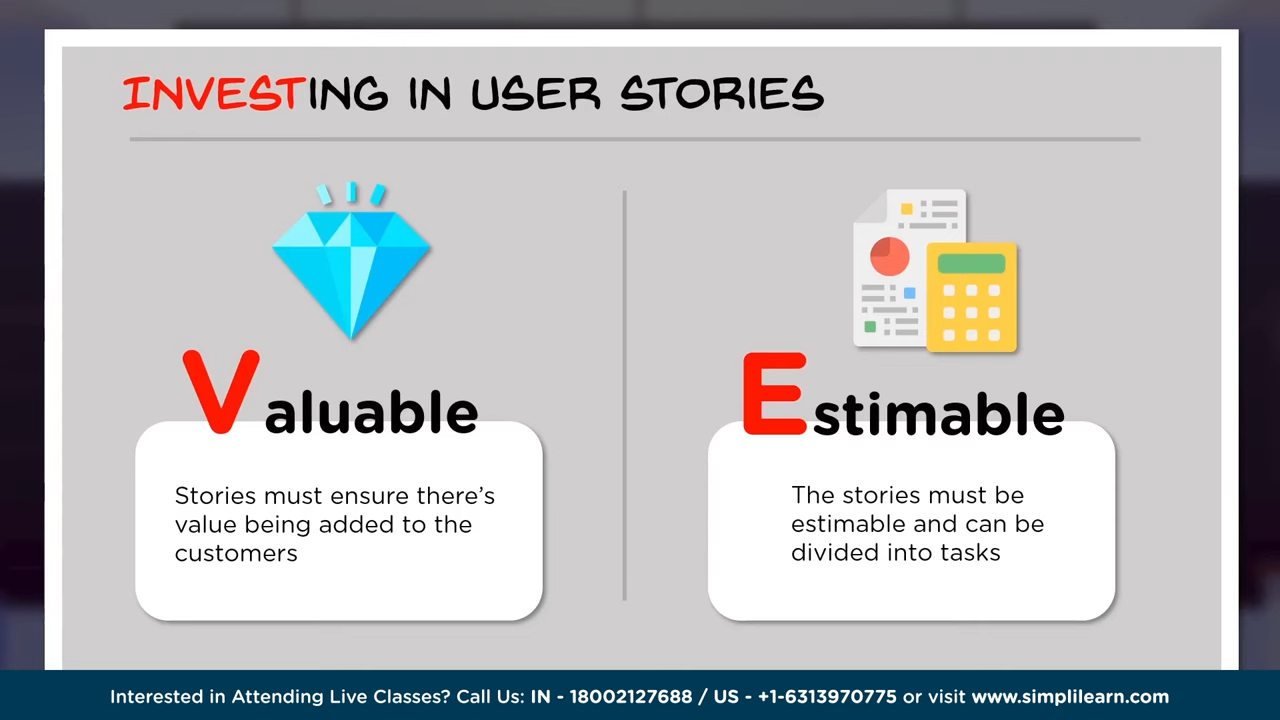 INVESTING IN USER STORIES
Valuable
Stories must ensure there's
value being added to the
customers
Estimable
The stories must be
estimable and can be
divided into tasks
Interested in Attending Live Classes? Call Us: IN - 18002127688 / US - +1-6313970775 or visit www.simplilearn.com